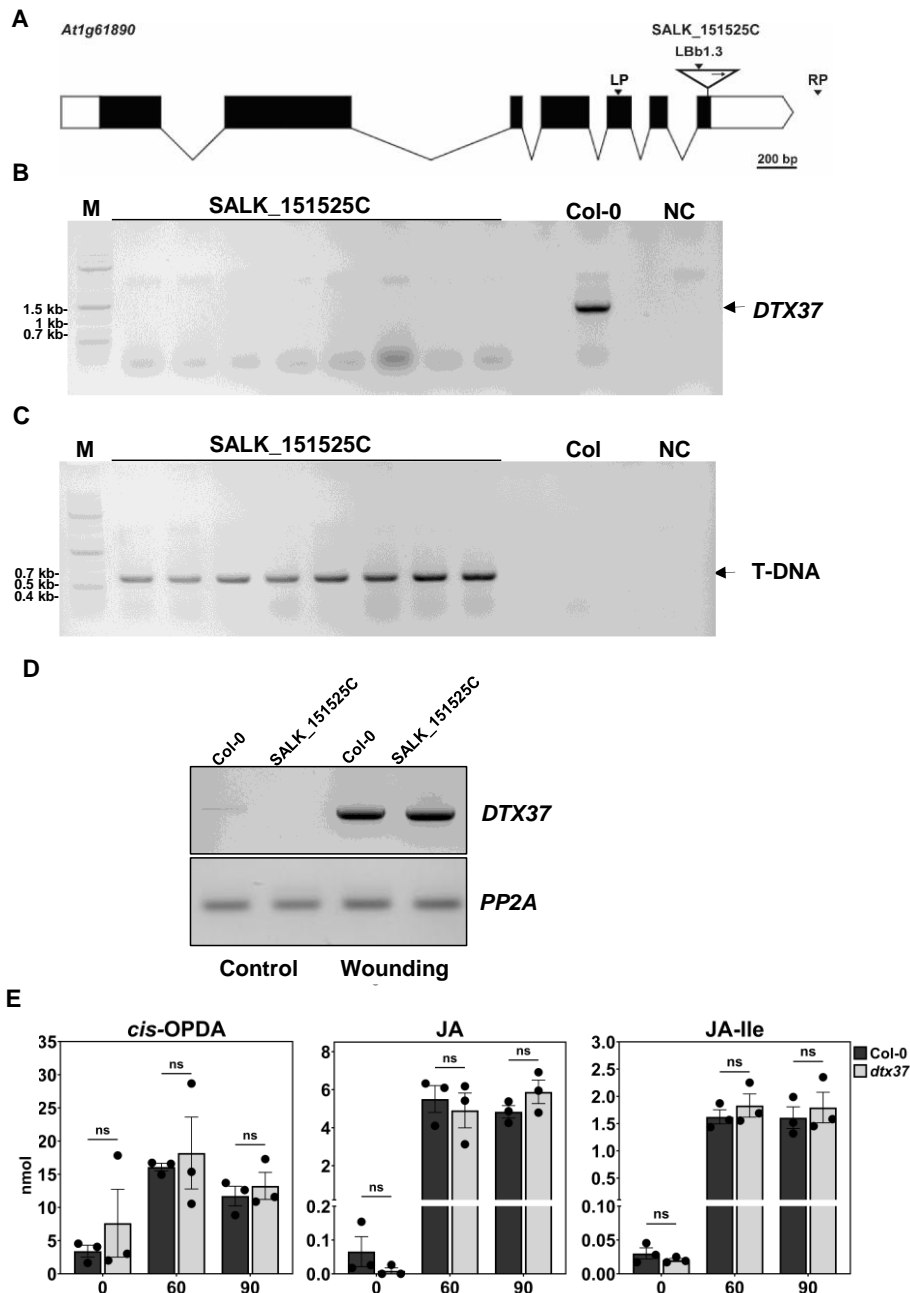 A
At1g61890
SALK_151525C
LBb1.3
LP
RP
200 bp
B
M
SALK_151525C
Col-0
NC
1.5 kb-
1 kb-
0.7 kb-
DTX37
C
M
SALK_151525C
Col
NC
0.7 kb-
0.5 kb-
0.4 kb-
T-DNA
D
Col-0
SALK_151525C
Col-0
SALK_151525C
DTX37
PP2A
Control
Wounding
E
cis-OPDA
nmol
35
30
25
20
15
10
5
0
ns
ns
ns
0
60
90
JA
8
6
4
2
0.2
0.1
0.0
ns
ns
ns
0
60
90
JA-Ile
3.0
2.5
2.0
1.5
1.0
0.5
0.10
0.05
0.00
ns
ns
ns
0
60
90
Col-0
dtx37